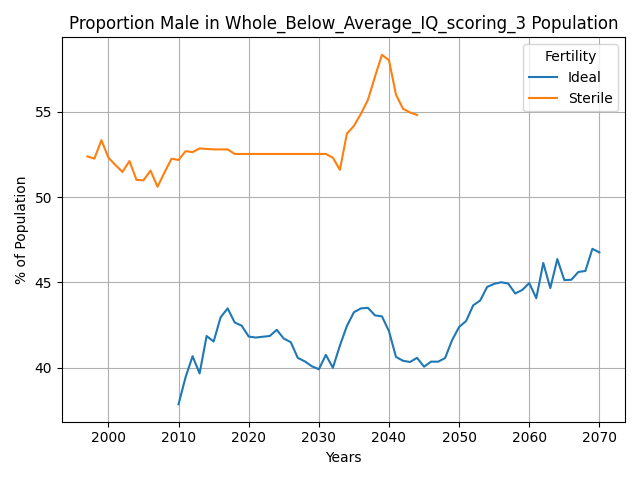 Proportion Male in Whole_Below_Average_IQ_scoring_3 Population
Fertility
Ideal
Sterile
% of Population
55
50
45
40
2000
2010
2020
2030
2040
2050
2060
2070
Years